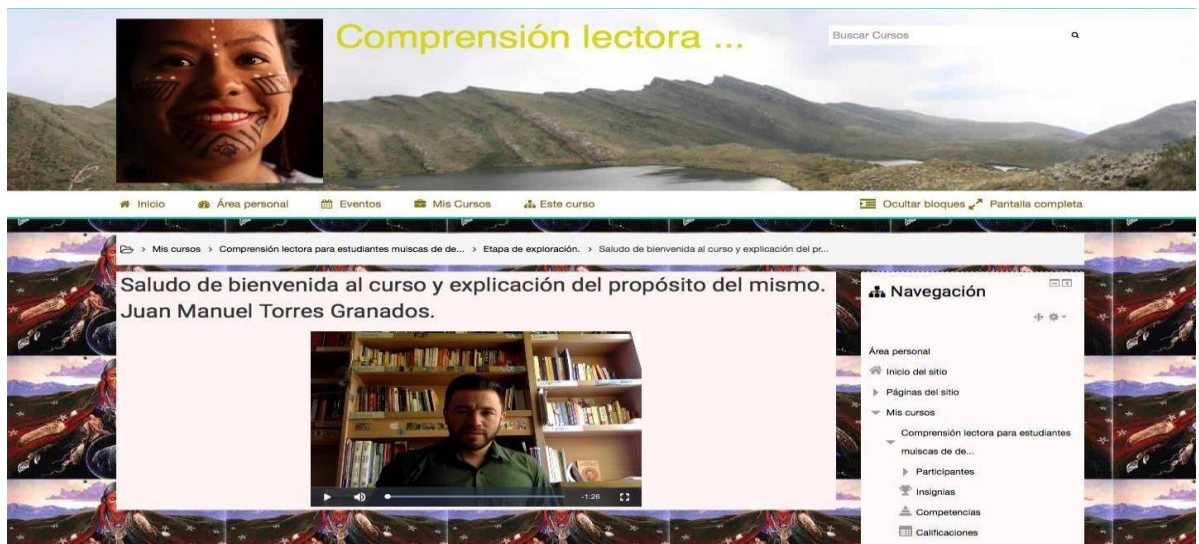 Comprensión lectora ...
Buscar Cursos
Inicio Área personal Eventos Mis Cursos Este curso Ocultar bloques Pantalla completa
> Mis cursos > Comprensión lectora para estudiantes muiscas de de... > Etapa de exploración. > Saludo de bienvenida al curso y explicación del pr...
Saludo de bienvenida al curso y explicación del propósito del mismo.
Juan Manuel Torres Granados.
-1:26
Navegación
Área personal
Inicio del sitio
Páginas del sitio
Mis cursos
Comprensión lectora para estudiantes
muiscas de de...
Participantes
Insignias
Competencias
Calificaciones